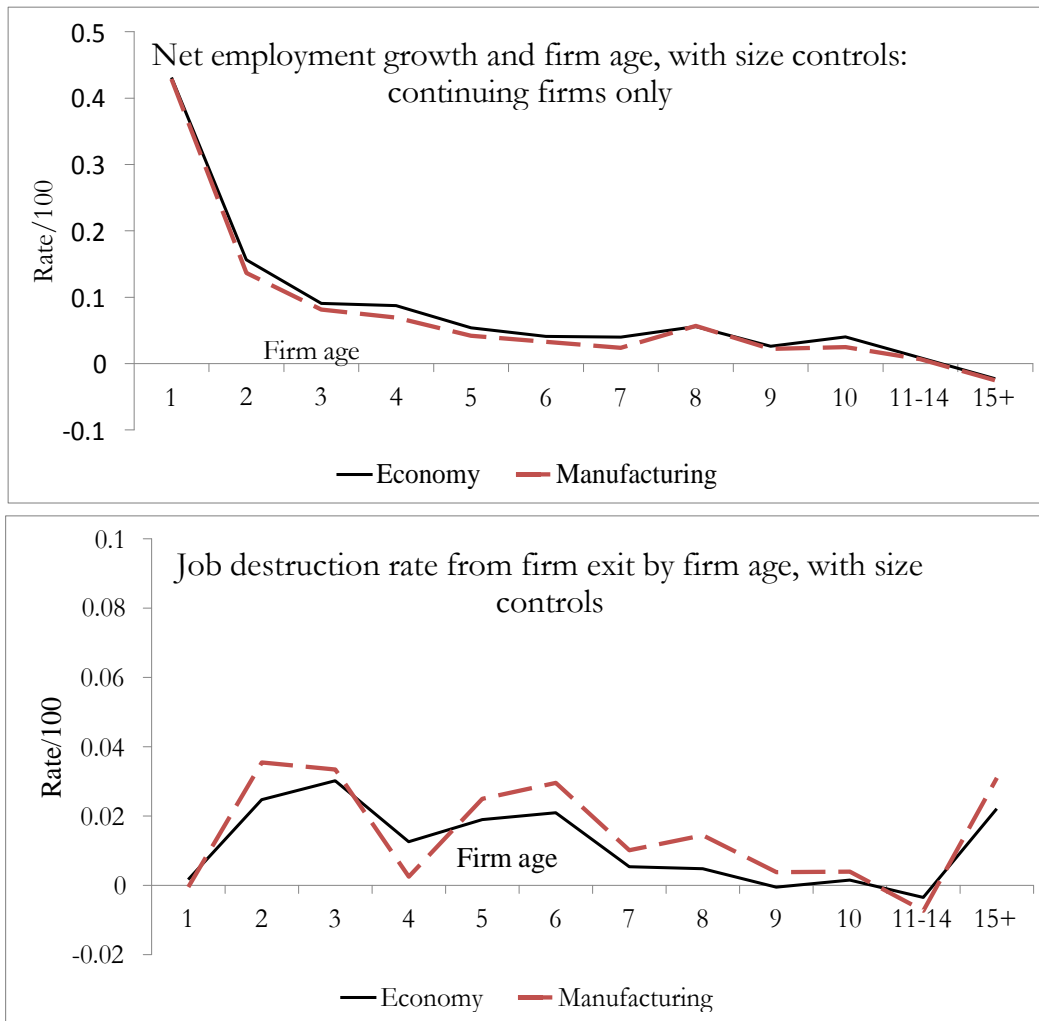 0.5
Net employment growth and firm age, with size controls:
continuing firms only
0.4
0.3
Rate/100
0.2
0.1
Firm age
0
1 2 3 4 5 6 7 8 9 10 11-14 15+
-0.1
Economy Manufacturing
0.1
Job destruction rate from firm exit by firm age, with size
controls
0.08
0.06
Rate/100
0.04
0.02
Firm age
0
1 2 3 4 5 6 7 8 9 10 11-14 15+
-0.02
Economy Manufacturing